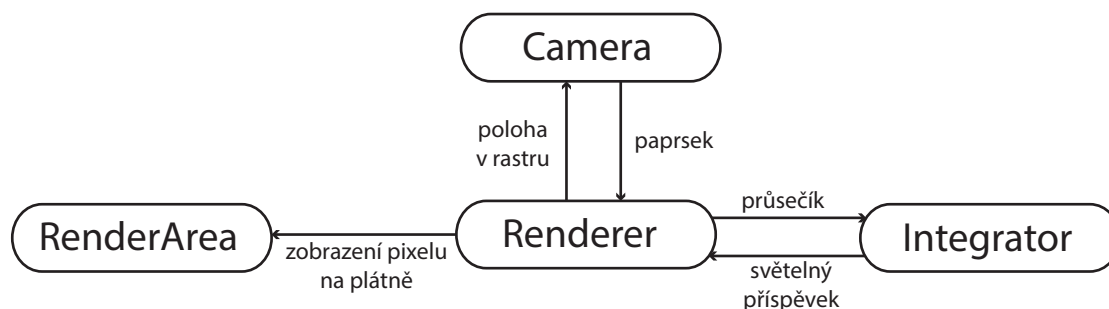 Camera
poloha
v rastru
paprsek
průsečík
RenderArea
Renderer
Integrator
zobrazení pixelu
na plátně
světelný
příspěvek